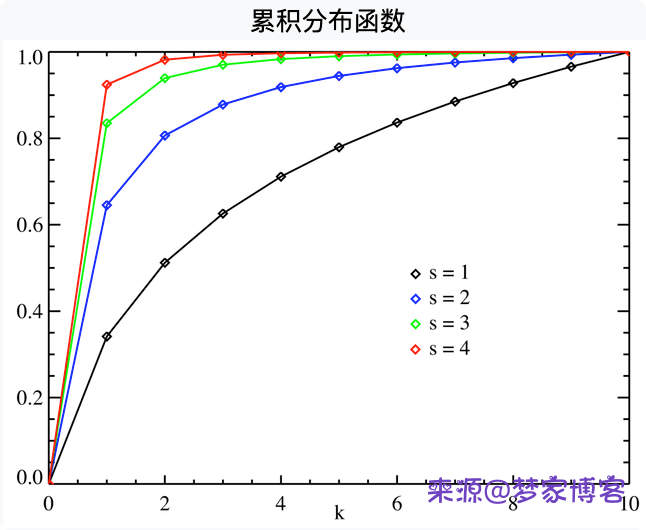 累积分布函数
1.0
0.8
0.6
0.4
0.2
0.0
s = 1
s = 2
s = 3
s = 4
0 2 4 6 8 10
k
来源@梦家博客